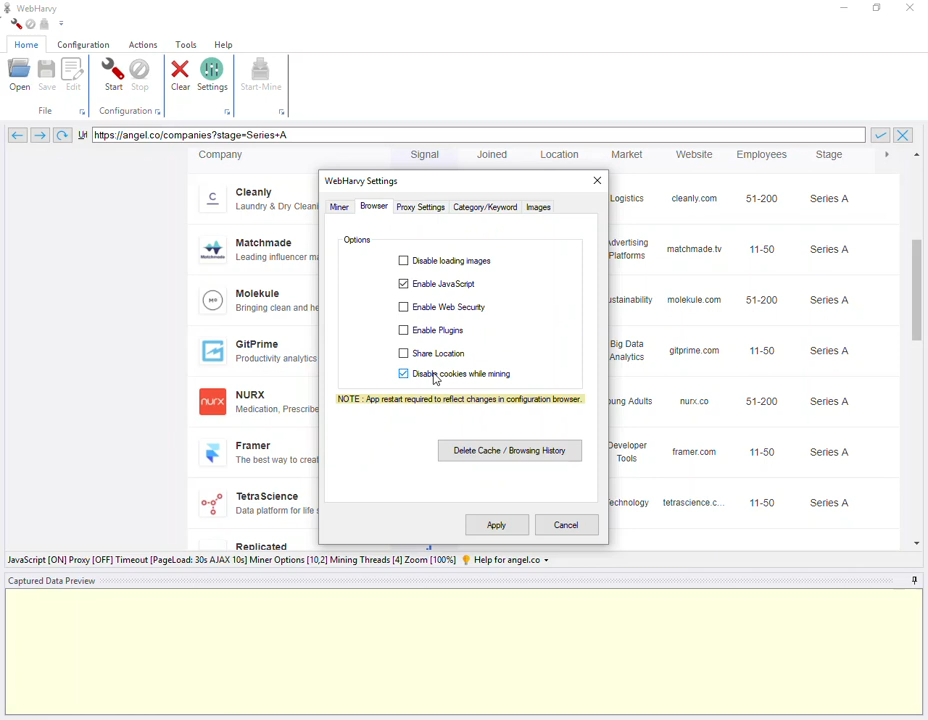 WebHarvy
Home Configuration Actions Tools Help
Open Save Edit Start Stop Clear Settings Start-Mine
File Configuration
Url https://angel.co/companies?stage=Series+A
Company Signal Joined Location Market Website Employees Stage
WebHarvy Settings
Miner Browser Proxy Settings Category/Keyword Images
Options
Disable loading images
Enable JavaScript
Enable Web Security
Enable Plugins
Share Location
Disable cookies while mining
NOTE : App restart required to reflect changes in configuration browser.
Delete Cache / Browsing History
Apply Cancel
C Cleanly
Laundry & Dry Cleani
Logistics cleanly.com 51-200 Series A
Matchmade
Matchmade Leading influencer m
dvertising
Platforms
matchmade.tv 11-50 Series A
MP Molekule
Bringing clean and he
ustainability molekule.com 51-200 Series A
GitPrime
Productivity analytics
Big Data
Analytics
gitprime.com 11-50 Series A
nurx NURX
Medication, Prescribe
oung Adults nurx.co 51-200 Series A
Framer
The best way to creat
Developer
Tools
framer.com 11-50 Series A
TetraScience
Data platform for life s
echnology tetrascience.c... 11-50 Series A
Replicated
JavaScript [ON] Proxy [OFF] Timeout [PageLoad: 30s AJAX 10s] Miner Options [10,2] Mining Threads [4] Zoom [100%] Help for angel.co
Captured Data Preview